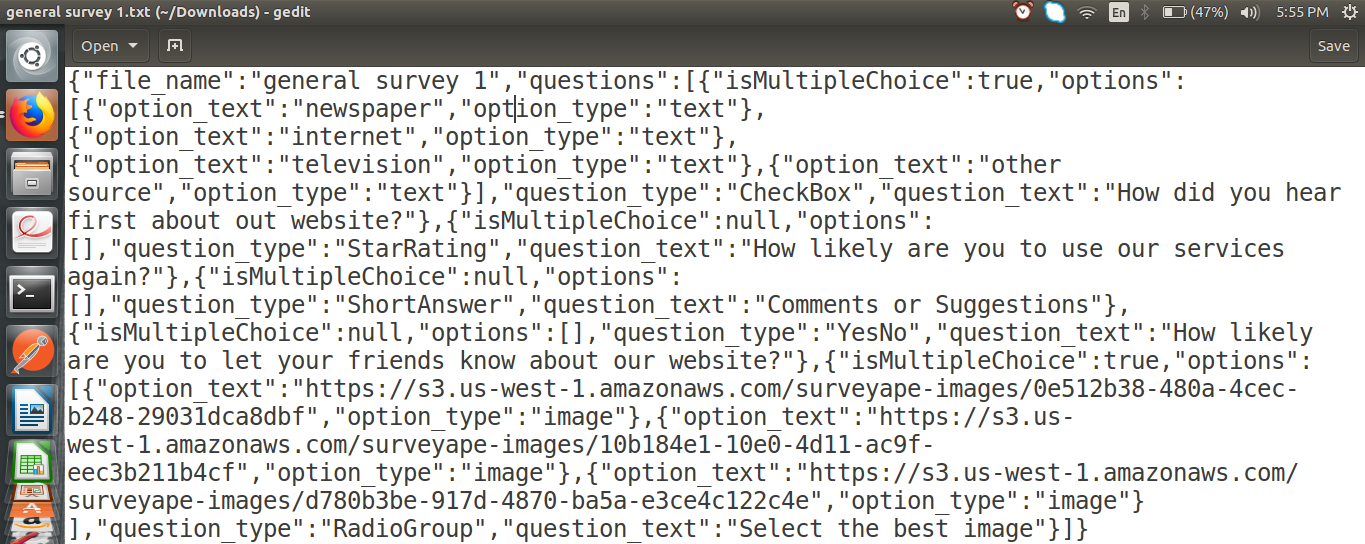 general survey 1.txt (~/Downloads) - gedit
En
(47%)
5:55 PM
Open
Save
{"file_name":"general survey 1","questions":[{"isMultipleChoice":true,"options":
[{"option_text":"newspaper","option_type":"text"},
{"option_text":"internet","option_type":"text"},
{"option_text":"television","option_type":"text"},{"option_text":"other
source","option_type":"text"}],"question_type":"CheckBox","question_text":"How did you hear
first about out website?"},{"isMultipleChoice":null,"options":
[],"question_type":"StarRating","question_text":"How likely are you to use our services
again?"},{"isMultipleChoice":null,"options":
[],"question_type":"ShortAnswer","question_text":"Comments or Suggestions"},
{"isMultipleChoice":null,"options":[],"question_type":"YesNo","question_text":"How likely
are you to let your friends know about our website?"},{"isMultipleChoice":true,"options":
[{"option_text":"https://s3.us-west-1.amazonaws.com/surveyape-images/0e512b38-480a-4cec-
b248-29031dca8dbf","option_type":"image"},{"option_text":"https://s3.us-
west-1.amazonaws.com/surveyape-images/10b184e1-10e0-4d11-ac9f-
eec3b211b4cf","option_type":"image"},{"option_text":"https://s3.us-west-1.amazonaws.com/
surveyape-images/d780b3be-917d-4870-ba5a-e3ce4c122c4e","option_type":"image"}
],"question_type":"RadioGroup","question_text":"Select the best image"}]}